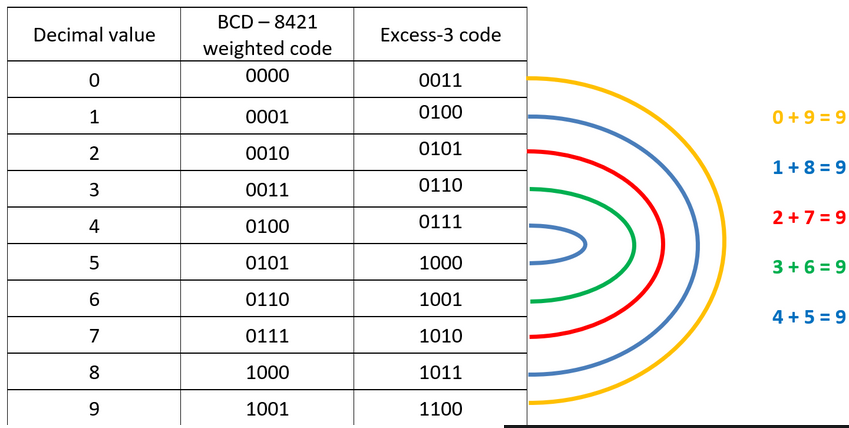 Decimal value BCD – 8421 weighted code Excess-3 code
0 0000 0011
1 0001 0100
2 0010 0101
3 0011 0110
4 0100 0111
5 0101 1000
6 0110 1001
7 0111 1010
8 1000 1011
9 1001 1100
0 + 9 = 9
1 + 8 = 9
2 + 7 = 9
3 + 6 = 9
4 + 5 = 9